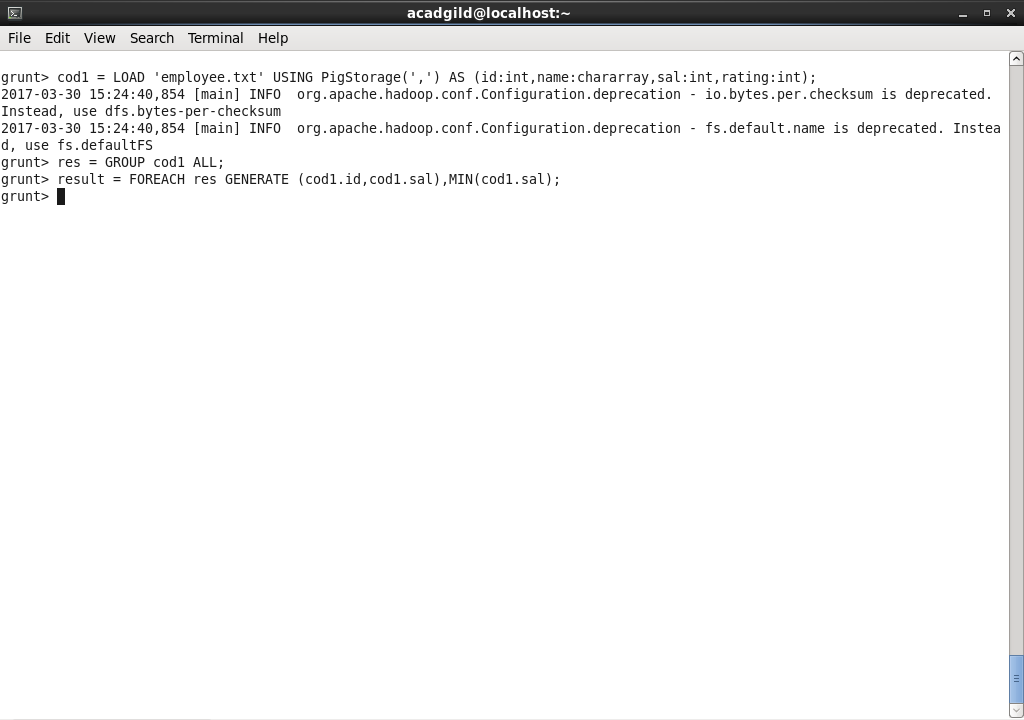 acadgild@localhost:~
File Edit View Search Terminal Help
grunt> cod1 = LOAD 'employee.txt' USING PigStorage(',') AS (id:int,name:chararray,sal:int,rating:int);
2017-03-30 15:24:40,854 [main] INFO  org.apache.hadoop.conf.Configuration.deprecation - io.bytes.per.checksum is deprecated.
Instead, use dfs.bytes-per-checksum
2017-03-30 15:24:40,854 [main] INFO  org.apache.hadoop.conf.Configuration.deprecation - fs.default.name is deprecated. Instea
d, use fs.defaultFS
grunt> res = GROUP cod1 ALL;
grunt> result = FOREACH res GENERATE (cod1.id,cod1.sal),MIN(cod1.sal);
grunt>